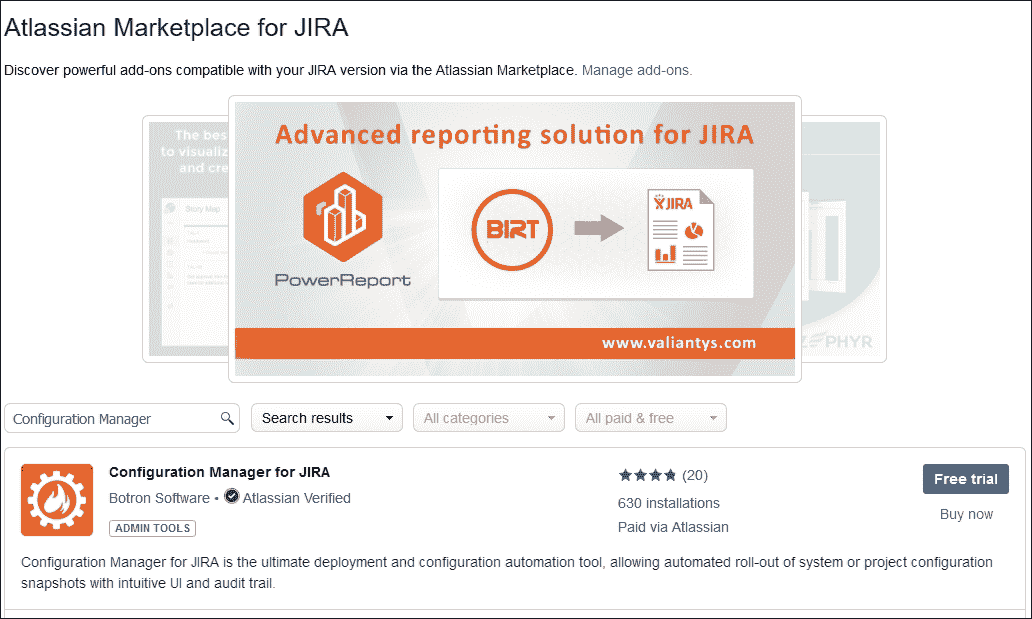 Atlassian Marketplace for JIRA
Discover powerful add-ons compatible with your JIRA version via the Atlassian Marketplace. Manage add-ons.
The bes
to visualiz
and cre
Story Map
Advanced reporting solution for JIRA
PowerReport
BIRT
JIRA
www.valiantys.com
ZEPHYR
Configuration Manager
Search results
All categories
All paid & free
Configuration Manager for JIRA
Botron Software • Atlassian Verified
ADMIN TOOLS
(20)
630 installations
Paid via Atlassian
Free trial
Buy now
Configuration Manager for JIRA is the ultimate deployment and configuration automation tool, allowing automated roll-out of system or project configuration
snapshots with intuitive UI and audit trail.